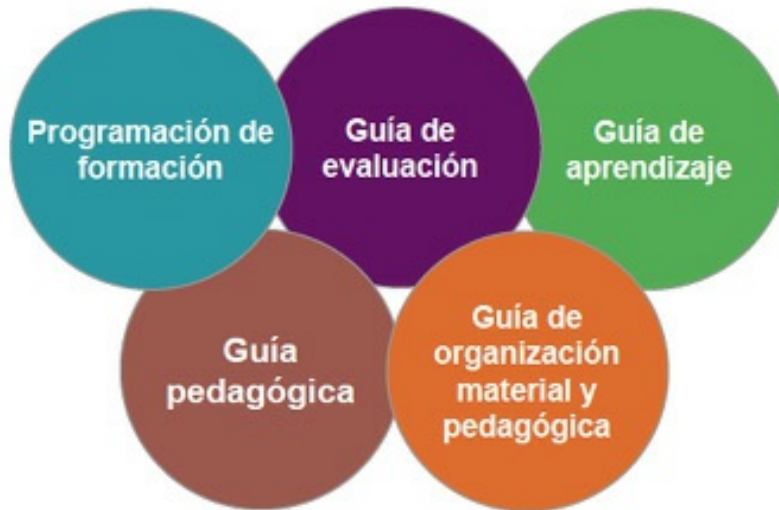 Programación de
formación
Guía de
evaluación
Guía de
aprendizaje
Guía
pedagógica
Guía de
organización
material y
pedagógica